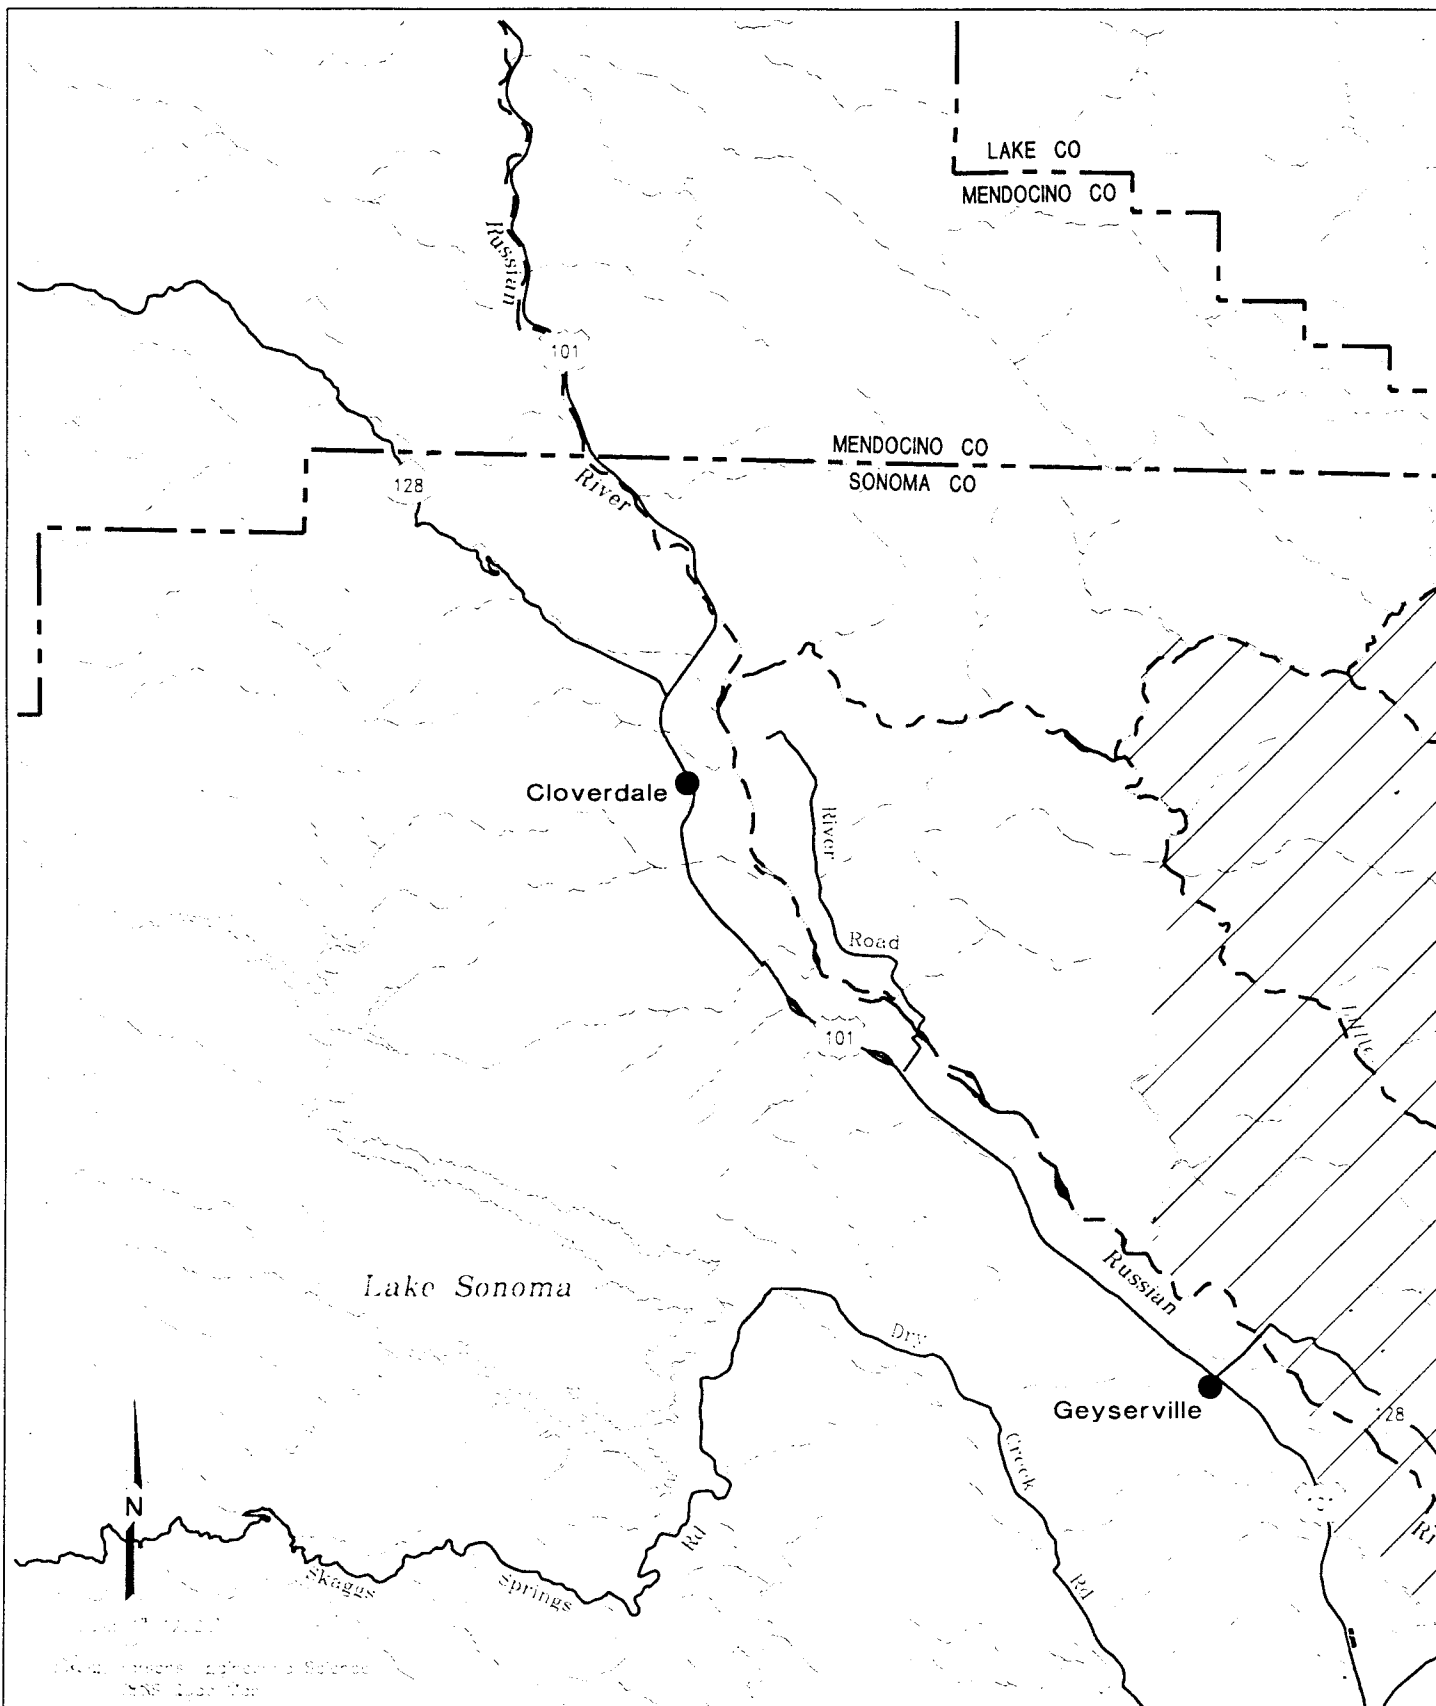 LAKE CO
MENDOCINO CO
Russian
101
MENDOCINO CO
SONOMA CO
128
River
Cloverdale
River
Road
101
Russian
Lake Sonoma
Dry
Geyserville
128
Creek
N
Rd
Skaggs
Springs
Rd